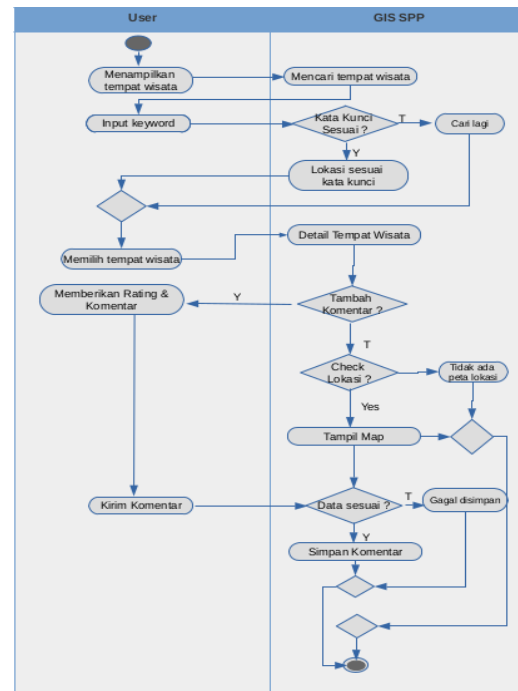 User
GIS SPP
Menampilkan
tempat wisata
Mencari tempat wisata
Input keyword
Kata Kunci
Sesuai ?
T
Cari lagi
Y
Lokasi sesuai
kata kunci
Memilih tempat wisata
Detail Tempat Wisata
Memberikan Rating &
Komentar
Y
Tambah
Komentar ?
T
Check
Lokasi ?
Tidak ada
peta lokasi
Yes
Tampil Map
Kirim Komentar
Data sesuai ?
T
Gagal disimpan
Y
Simpan Komentar